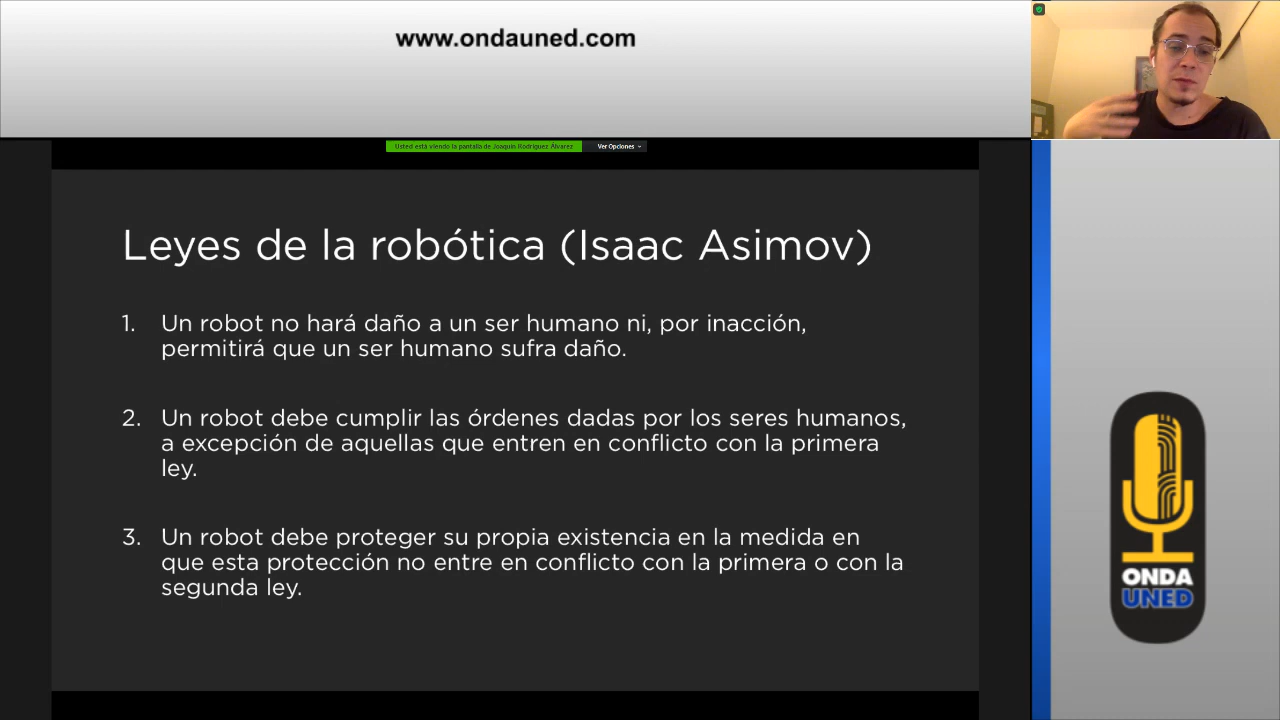 www.ondauned.com
Usted está viendo la pantalla de Joaquín Rodríguez Álvarez
Ver Opciones
Leyes de la robótica (Isaac Asimov)
1. Un robot no hará daño a un ser humano ni, por inacción,
permitirá que un ser humano sufra daño.
2. Un robot debe cumplir las órdenes dadas por los seres humanos,
a excepción de aquellas que entren en conflicto con la primera
ley.
3. Un robot debe proteger su propia existencia en la medida en
que esta protección no entre en conflicto con la primera o con la
segunda ley.
ONDA
UNED